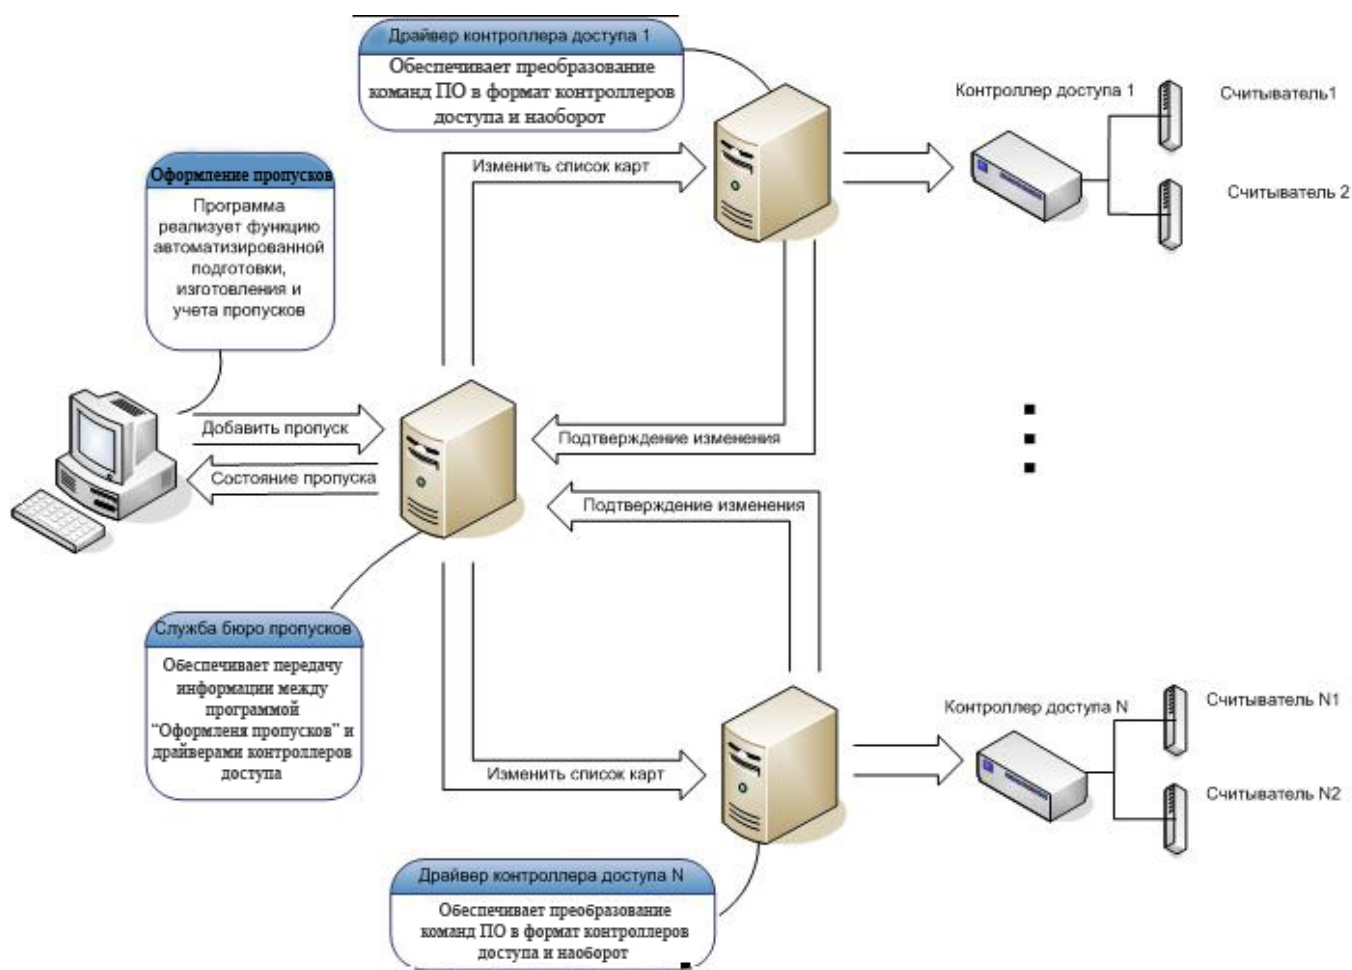 Драйвер контроллера доступа 1
Обеспечивает преобразование
команд ПО в формат контроллеров
доступа и наоборот
Контроллер доступа 1
Считыватель1
Считыватель 2
Изменить список карт
Оформление пропусков
Программа
реализует функцию
автоматизированной
подготовки,
изготовления и
учета пропусков
Добавить пропуск
Состояние пропуска
Подтверждение изменения
Подтверждение изменения
Служба бюро пропусков
Обеспечивает передачу
информации между
программой
“Оформленя пропусков” и
драйверами контроллеров
доступа
Контроллер доступа N
Считыватель N1
Считыватель N2
Изменить список карт
Драйвер контроллера доступа N
Обеспечивает преобразование
команд ПО в формат контроллеров
доступа и наоборот